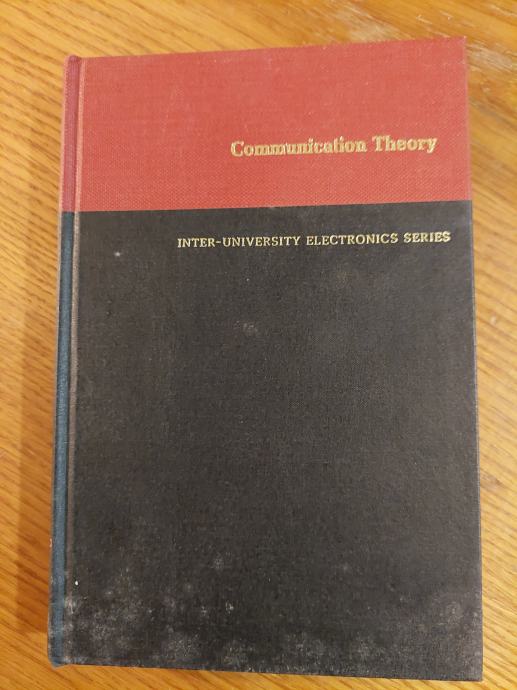 Communication Theory
INTER-UNIVERSITY ELECTRONICS SERIES